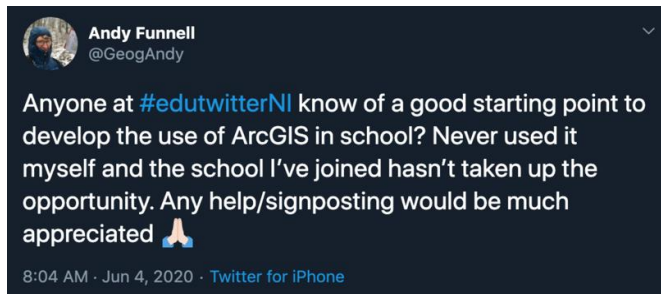 Andy Funnell
@GeogAndy
Anyone at #edutwitterNI know of a good starting point to
develop the use of ArcGIS in school? Never used it
myself and the school I’ve joined hasn’t taken up the
opportunity. Any help/signposting would be much
appreciated 🙏🏻
8:04 AM · Jun 4, 2020 · Twitter for iPhone